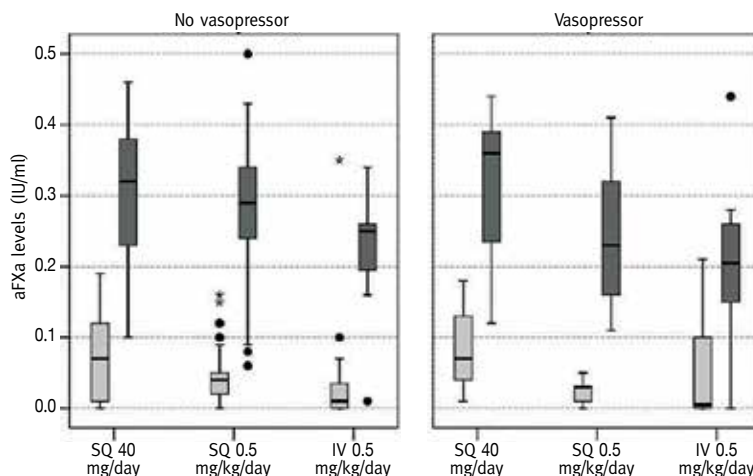 No vasopressor
Vasopressor
0.5
0.4
0.3
0.2
0.1
0.0
aFXa levels (IU/ml)
SQ 40
mg/day
SQ 0.5
mg/kg/day
IV 0.5
mg/kg/day
SQ 40
mg/day
SQ 0.5
mg/kg/day
IV 0.5
mg/kg/day